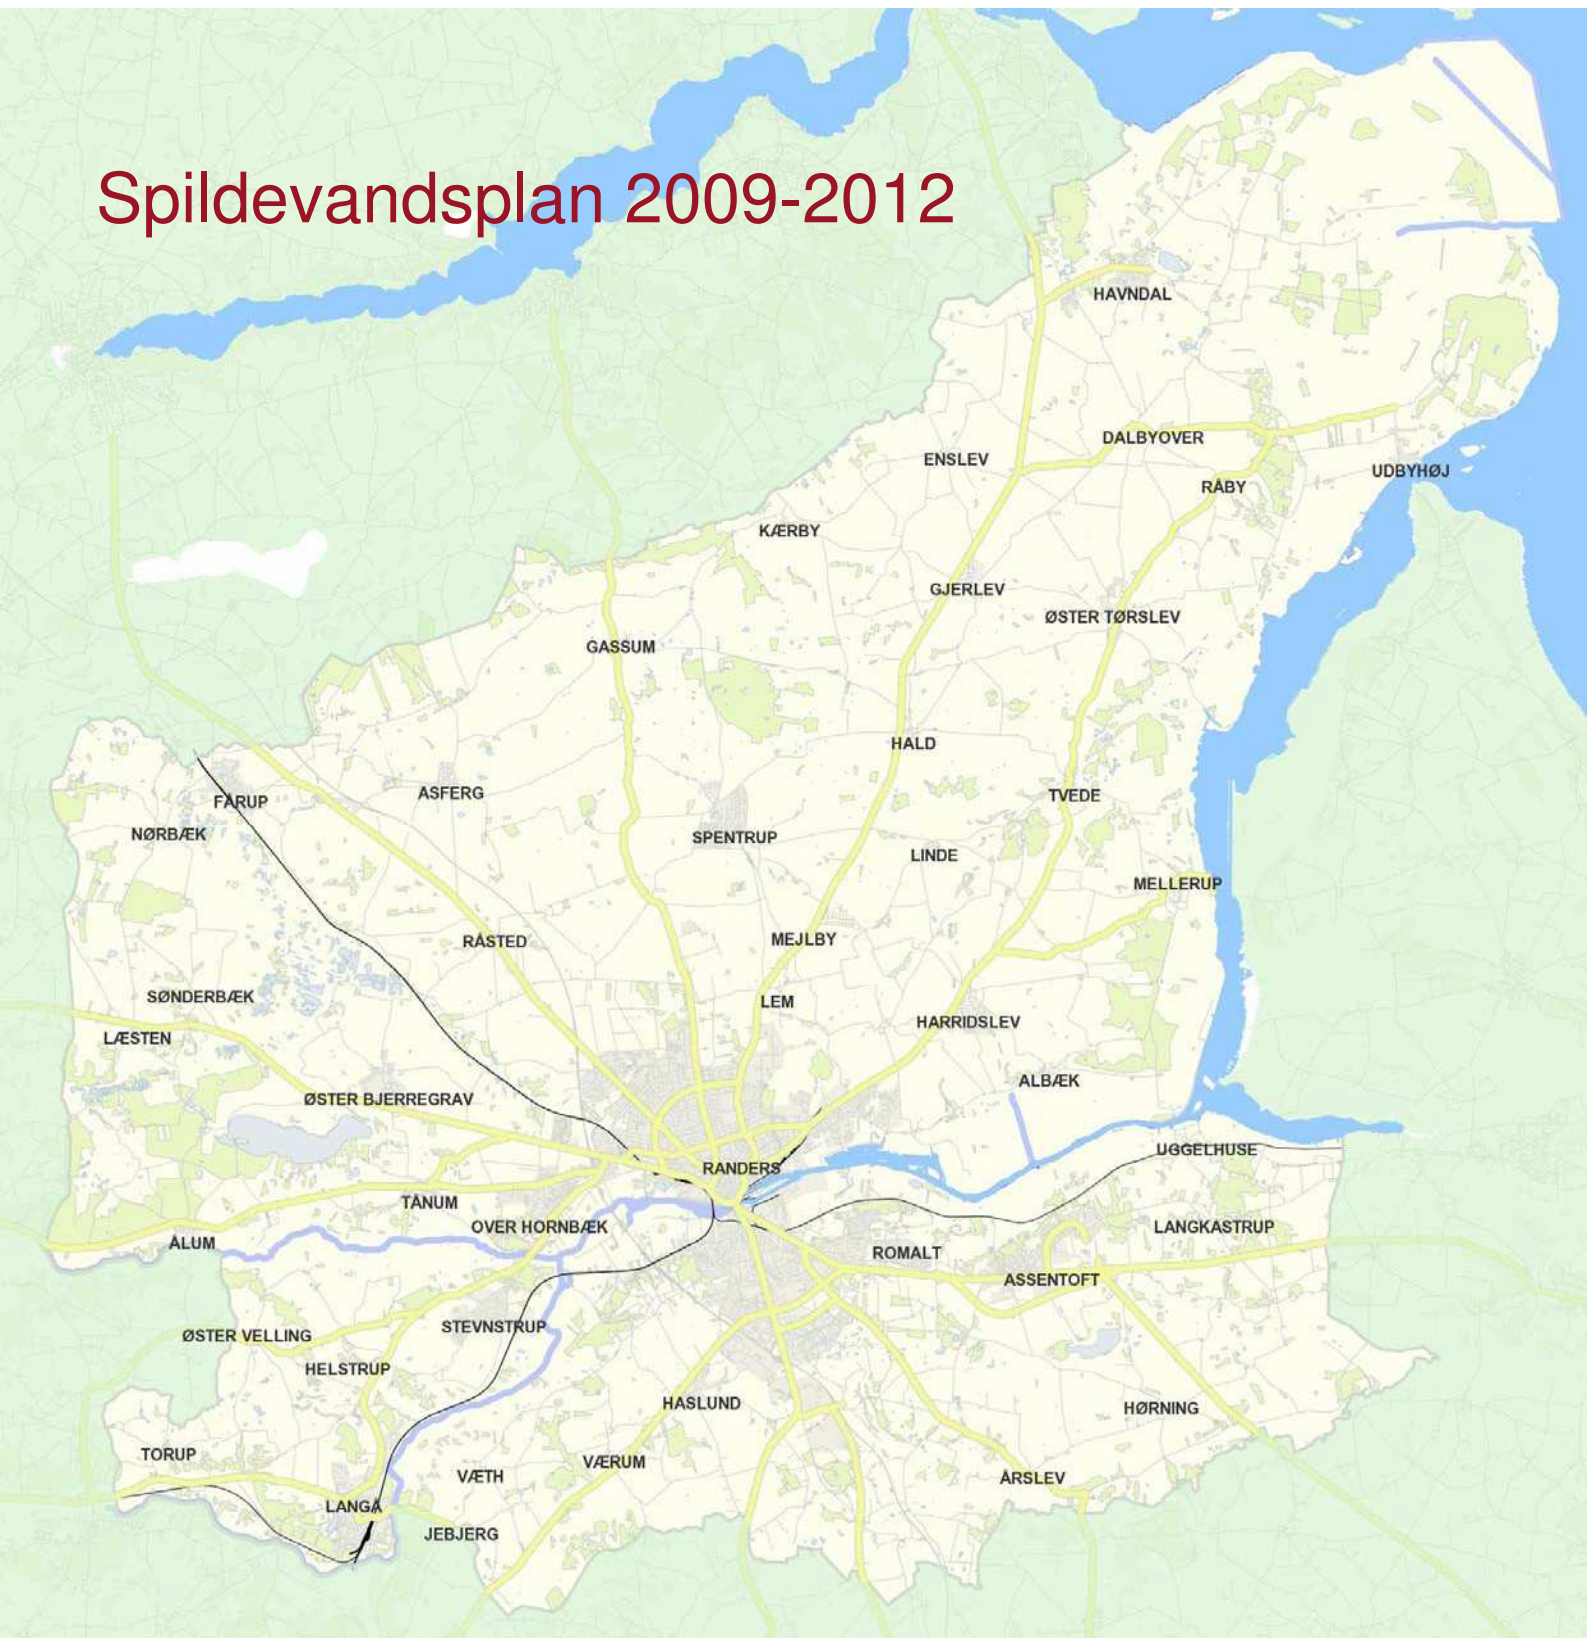 Spildevandsplan 2009-2012
HAVNDAL
DALBYOVER
ENSLEV
UDBYHØJ
RÅBY
KÆRBY
GJERLEV
ØSTER TØRSLEV
GASSUM
HALD
ASFERG
TVEDE
FÅRUP
NØRBÆK
SPENTRUP
LINDE
MELLERUP
RÅSTED
MEJLBY
SØNDERBÆK
LEM
HARRIDSLEV
LÆSTEN
ALBÆK
ØSTER BJERREGRAV
UGGELHUSE
RANDERS
TÅNUM
OVER HORNBÆK
LANGKASTRUP
ÅLUM
ROMALT
ASSENTOFT
STEVNSTRUP
ØSTER VELLING
HELSTRUP
HASLUND
HØRNING
TORUP
VÆRUM
VÆTH
ÅRSLEV
LANGÅ
JEBJERG